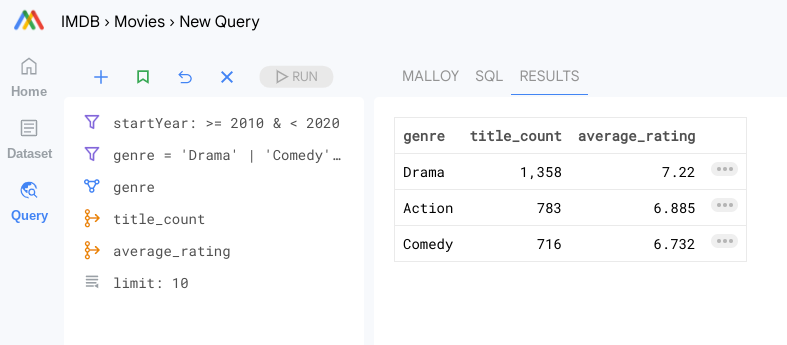 IMDB › Movies › New Query
Home
Dataset
Query
RUN
startYear: >= 2010 & < 2020
genre = 'Drama' | 'Comedy'…
genre
title_count
average_rating
limit: 10
MALLOY SQL RESULTS
genre title_count average_rating
Drama 1,358 7.22
Action 783 6.885
Comedy 716 6.732